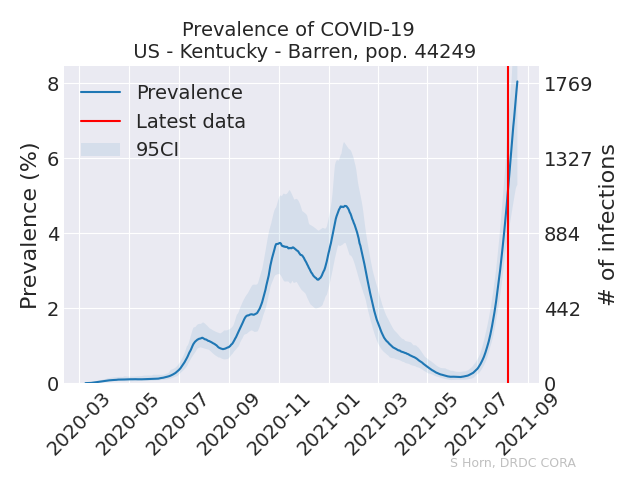 Prevalence of COVID-19
US - Kentucky - Barren, pop. 44249
Prevalence
Latest data
95CI
Prevalence (%)
8
6
4
2
0
1769
1327
884
442
0
# of infections
2020-03
2020-05
2020-07
2020-09
2020-11
2021-01
2021-03
2021-05
2021-07
2021-09
S Horn, DRDC CORA